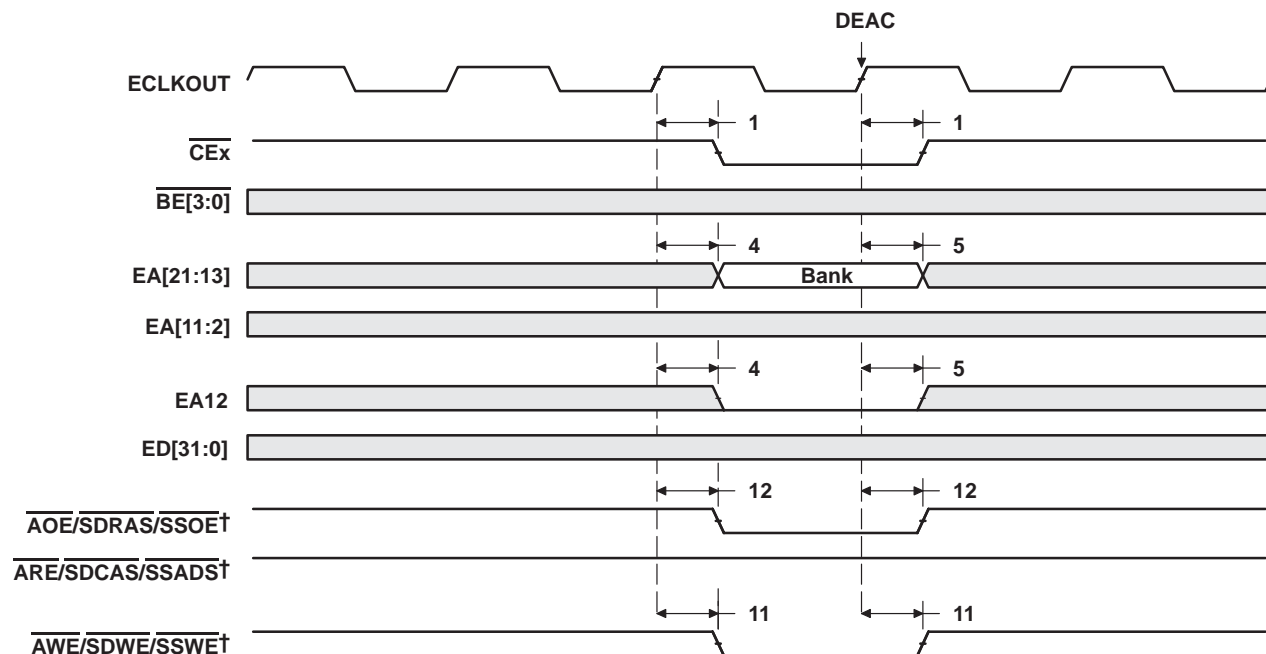 DEAC
ECLKOUT
1 1
CEx
BE[3:0]
4 5
EA[21:13]
Bank
EA[11:2]
4 5
EA12
ED[31:0]
12 12
AOE/SDRAS/SSOE†
ARE/SDCAS/SSADS†
11 11
AWE/SDWE/SSWE†